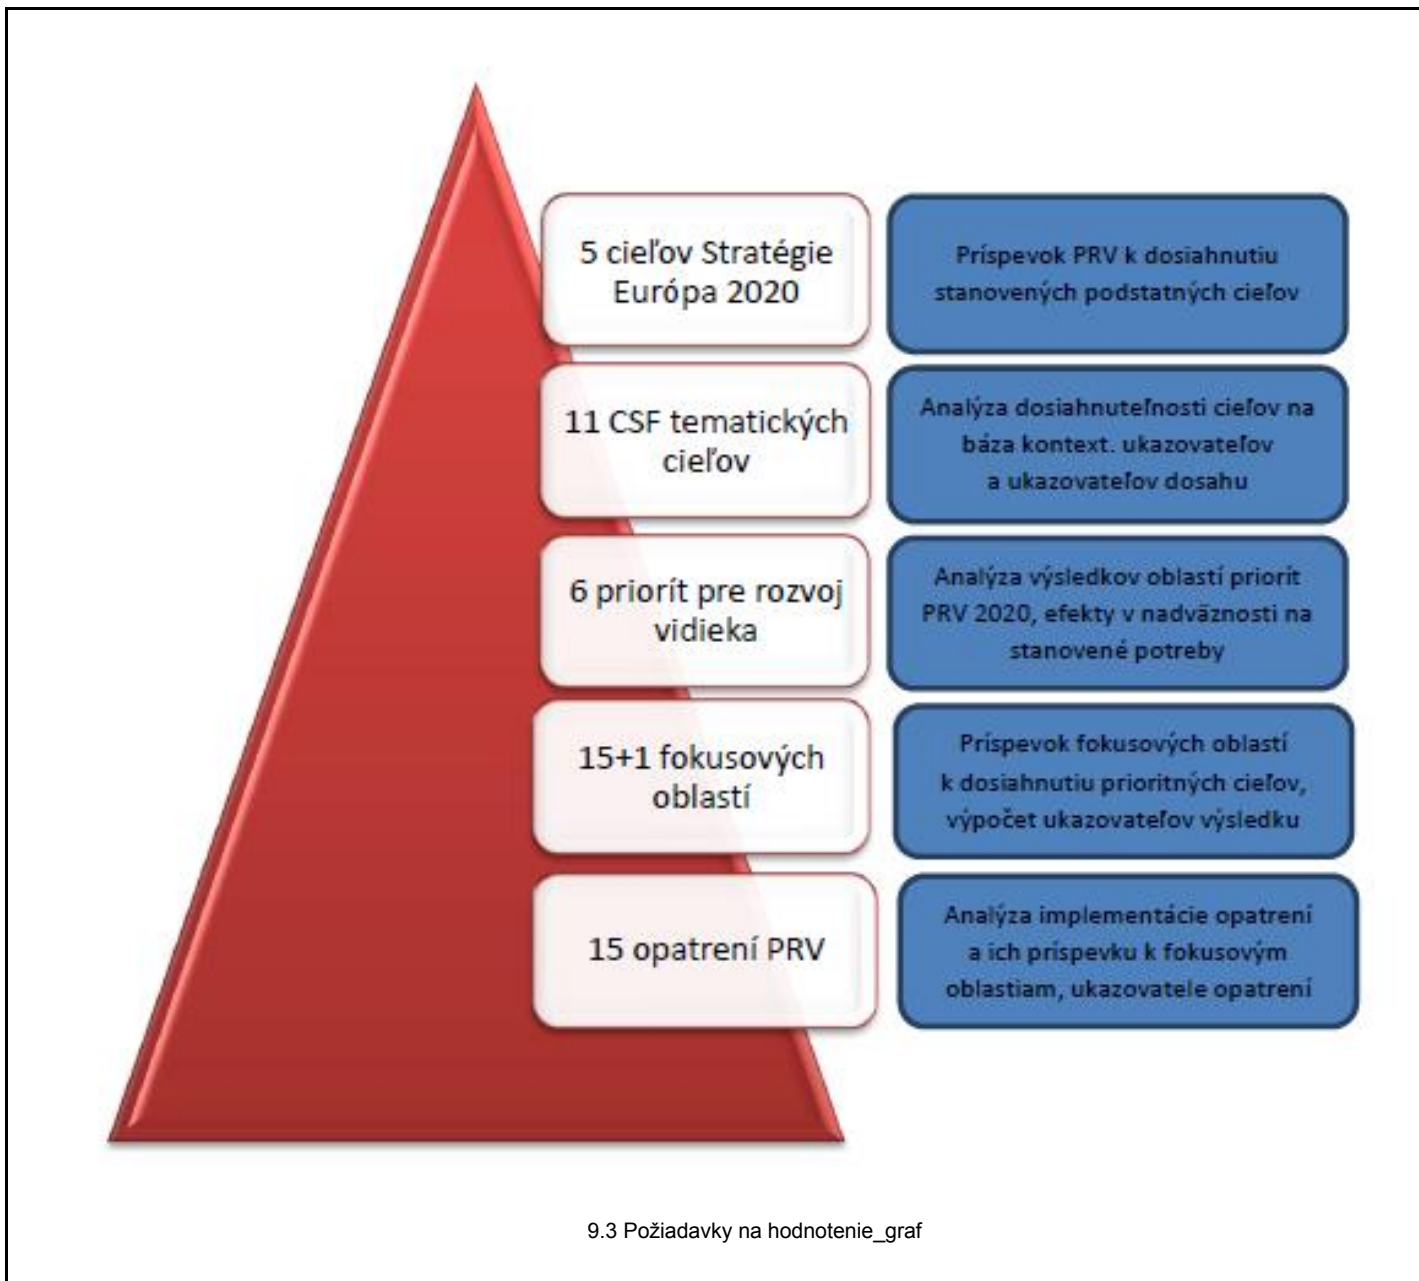 5 cieľov Stratégie
Európa 2020
Príspevok PRV k dosiahnutiu
stanovených podstatných cieľov
11 CSF tematických
cieľov
Analýza dosiahnuteľnosti cieľov na
báza kontext. ukazovateľov
a ukazovateľov dosahu
6 priorít pre rozvoj
vidieka
Analýza výsledkov oblastí priorít
PRV 2020, efekty v nadväznosti na
stanovené potreby
15+1 fokusových
oblastí
Príspevok fokusových oblastí
k dosiahnutiu prioritných cieľov,
výpočet ukazovateľov výsledku
15 opatrení PRV
Analýza implementácie opatrení
a ich príspevku k fokusovým
oblastiam, ukazovatele opatrení
9.3 Požiadavky na hodnotenie_graf